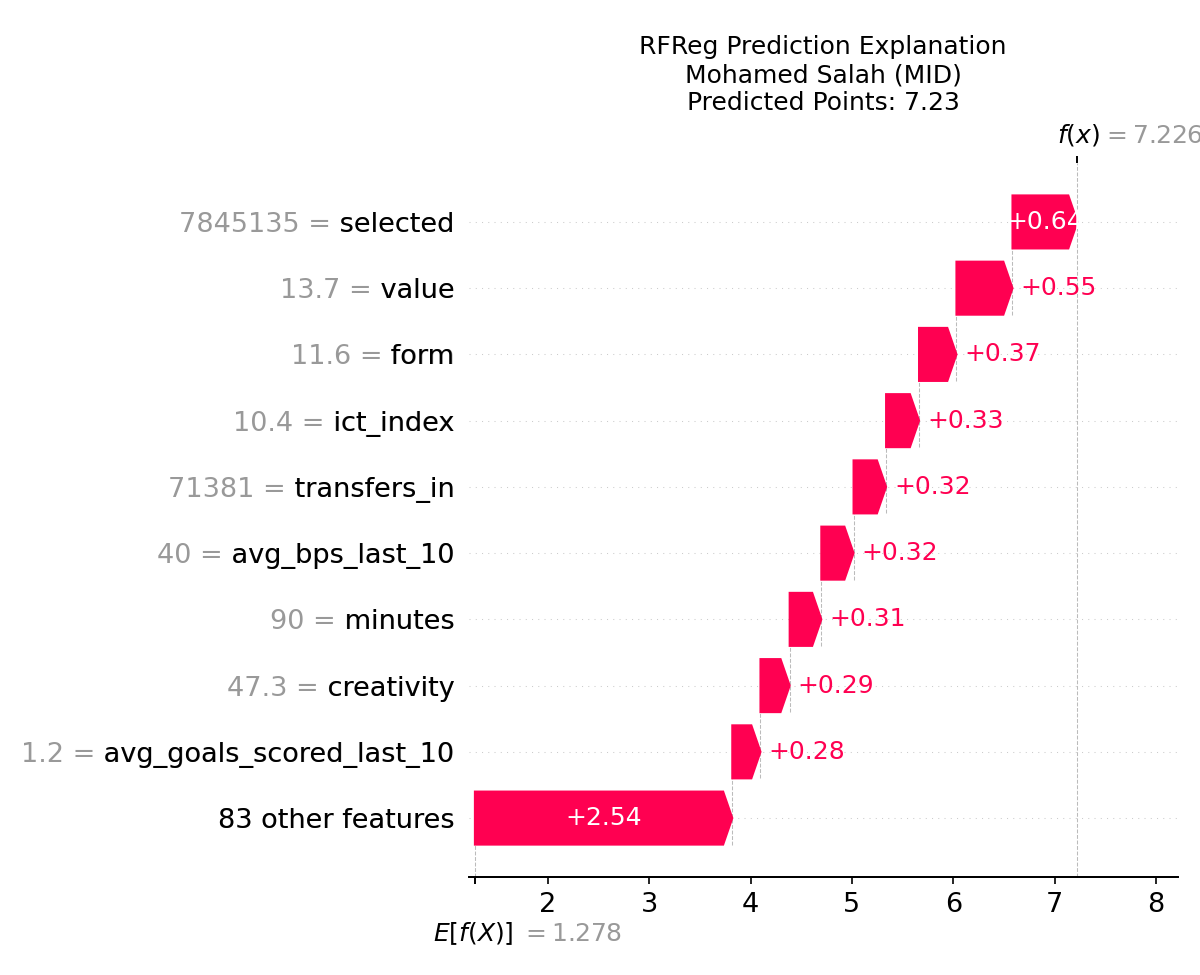 RFReg Prediction Explanation
Mohamed Salah (MID)
Predicted Points: 7.23
f(x) = 7.226
7845135 = selected +0.64
13.7 = value +0.55
11.6 = form +0.37
10.4 = ict_index +0.33
71381 = transfers_in +0.32
40 = avg_bps_last_10 +0.32
90 = minutes +0.31
47.3 = creativity +0.29
1.2 = avg_goals_scored_last_10 +0.28
83 other features +2.54
2 3 4 5 6 7 8
E[f(X)] = 1.278